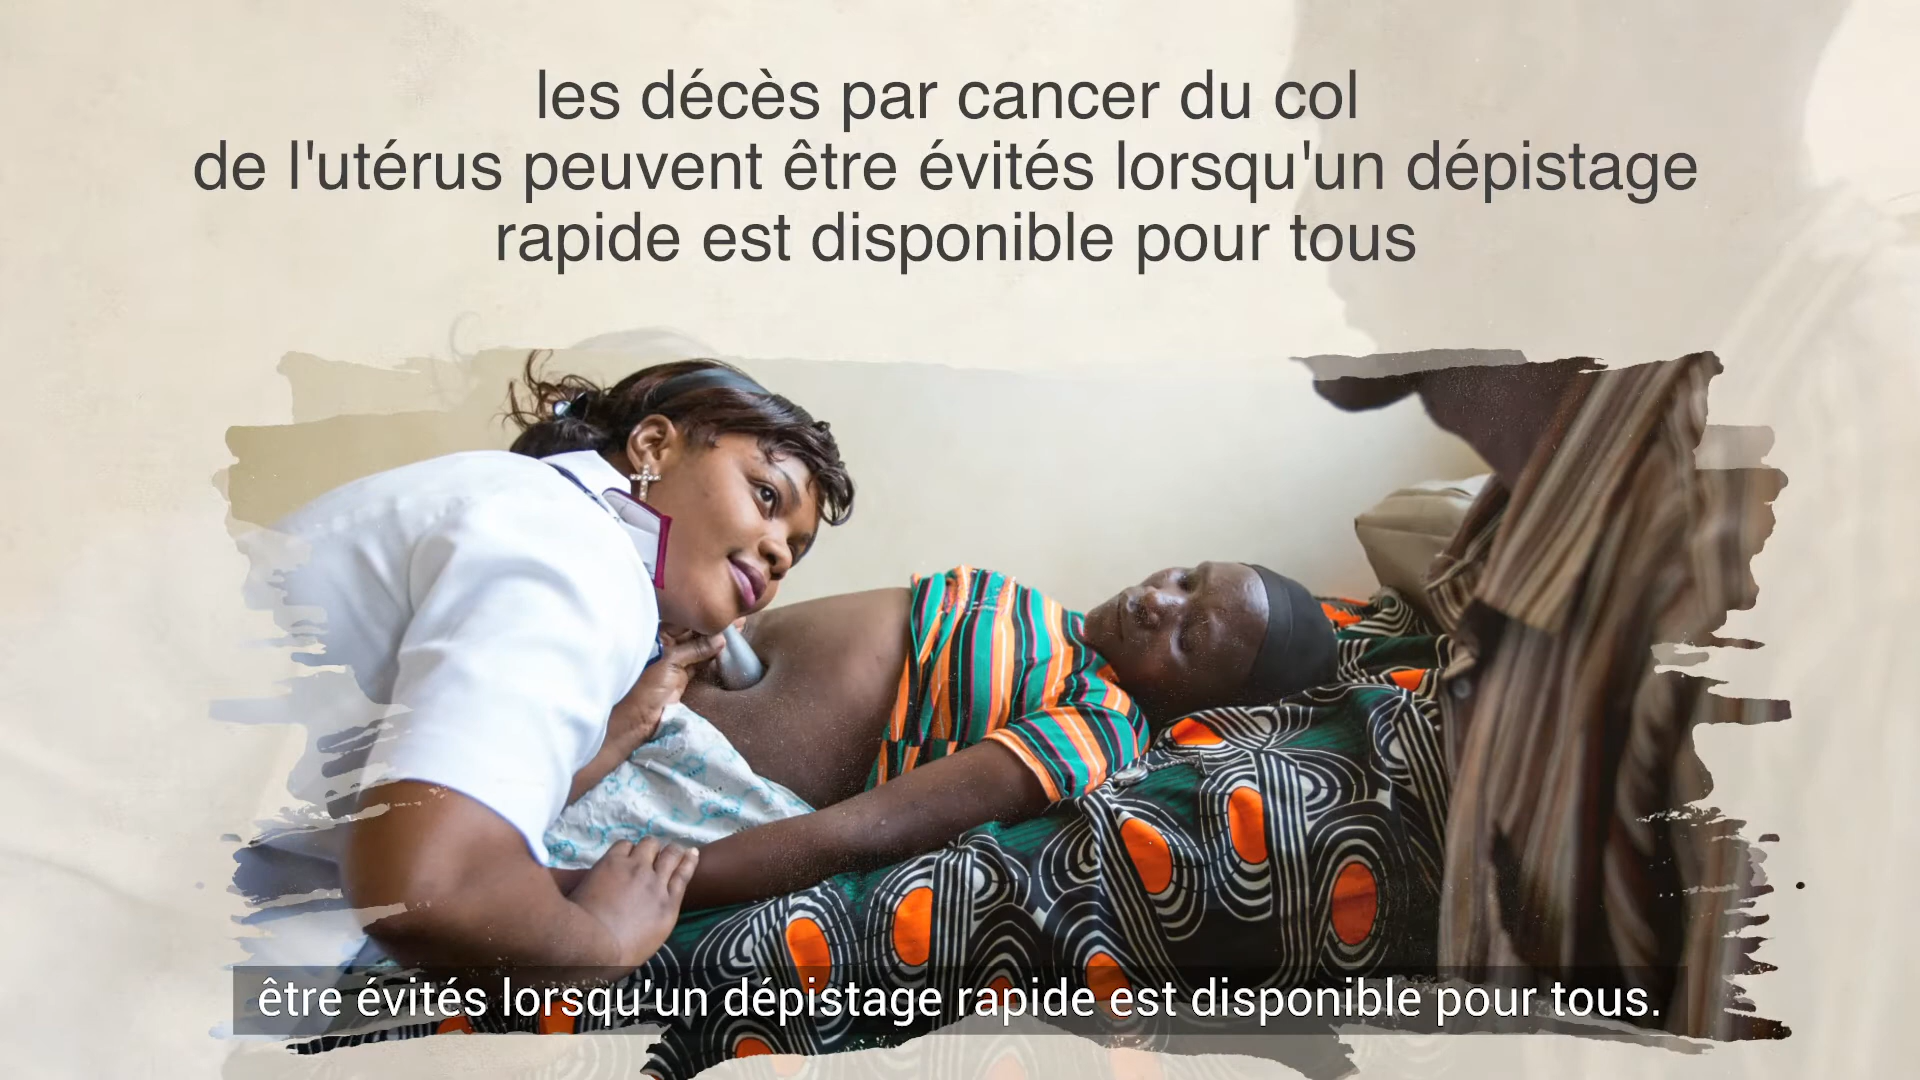 les décès par cancer du col
de l'utérus peuvent être évités lorsqu'un dépistage
rapide est disponible pour tous
être évités lorsqu'un dépistage rapide est disponible pour tous.